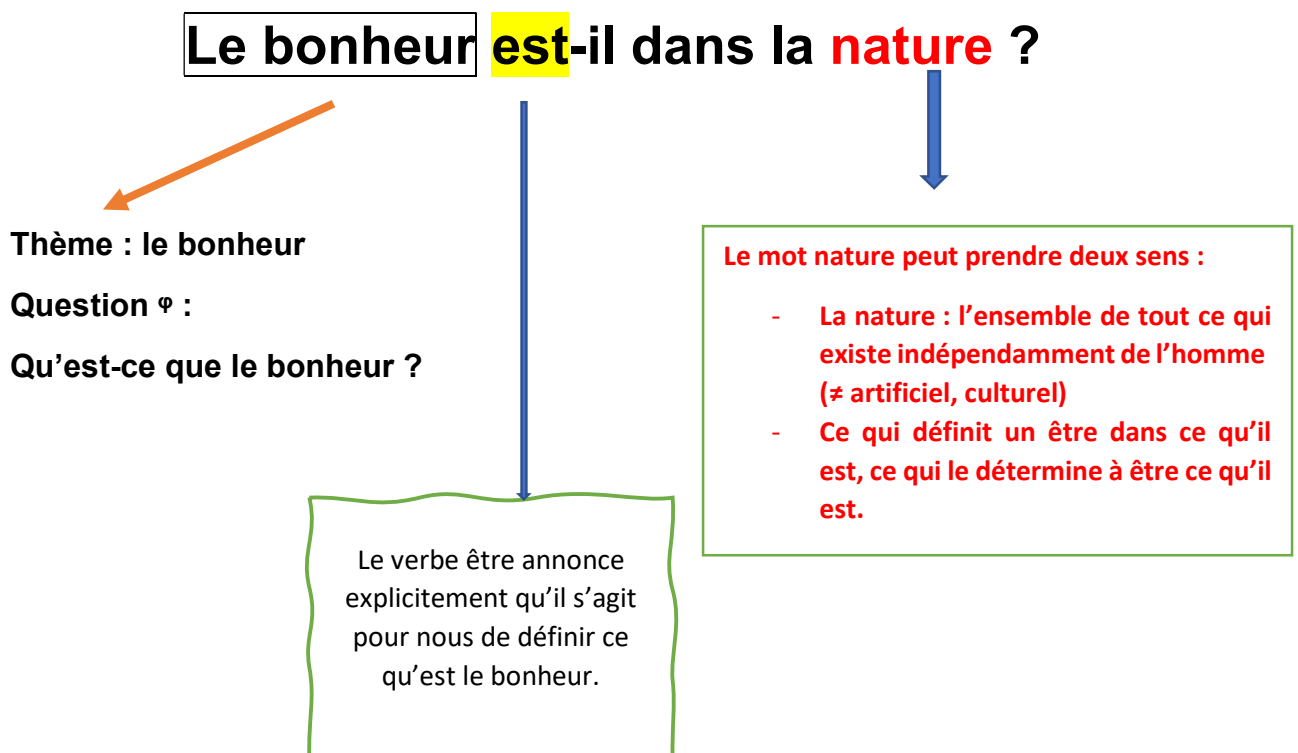 Le bonheur est-il dans la nature ?
Thème : le bonheur
Question φ :
Qu’est-ce que le bonheur ?
Le mot nature peut prendre deux sens :
- La nature : l’ensemble de tout ce qui
existe indépendamment de l’homme
(≠ artificiel, culturel)
- Ce qui définit un être dans ce qu’il
est, ce qui le détermine à être ce qu’il
est.
Le verbe être annonce
explicitement qu’il s’agit
pour nous de définir ce
qu’est le bonheur.